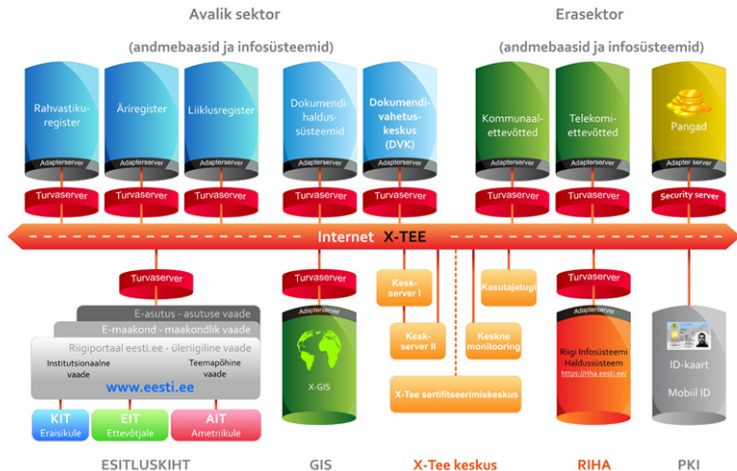 Avalik sektor
(andmebaasid ja infosüsteemid)
Erasektor
(andmebaasid ja infosüsteemid)
Rahvastiku-
register
Adapterserver
Turvaserver
Äriregister
Adapterserver
Turvaserver
Liiklusregister
Adapterserver
Turvaserver
Dokumendi-
haldus-
süsteemid
Adapterserver
Turvaserver
Dokumendi-
vahetus-
keskus
(DVK)
Adapterserver
Turvaserver
Kommunaal-
ettevõtted
Adapterserver
Turvaserver
Telekomi-
ettevõtted
Adapterserver
Turvaserver
Pangad
Adapter server
Security server
Internet X-TEE
Turvaserver
E-asutus - asutuse vaade
E-maakond - maakondlik vaade
Riigiportaal eesti.ee - üleriigiline vaade
Institutsionaalne
vaade
Teemapõhine
vaade
www.eesti.ee
KIT
Eraisikule
EIT
Ettevõtjale
AIT
Ametnikule
ESITLUSKIHT
Turvaserver
X-GIS
GIS
Kesk-
server I
Kesk-
server II
Kasutajatugi
Keskne
monitooring
X-Tee sertifitseerimiskeskus
X-Tee keskus
Turvaserver
Riigi Infosüsteemi
Haldussüsteem
https://riha.eesti.ee/
RIHA
ID-kaart
Mobiil ID
PKI